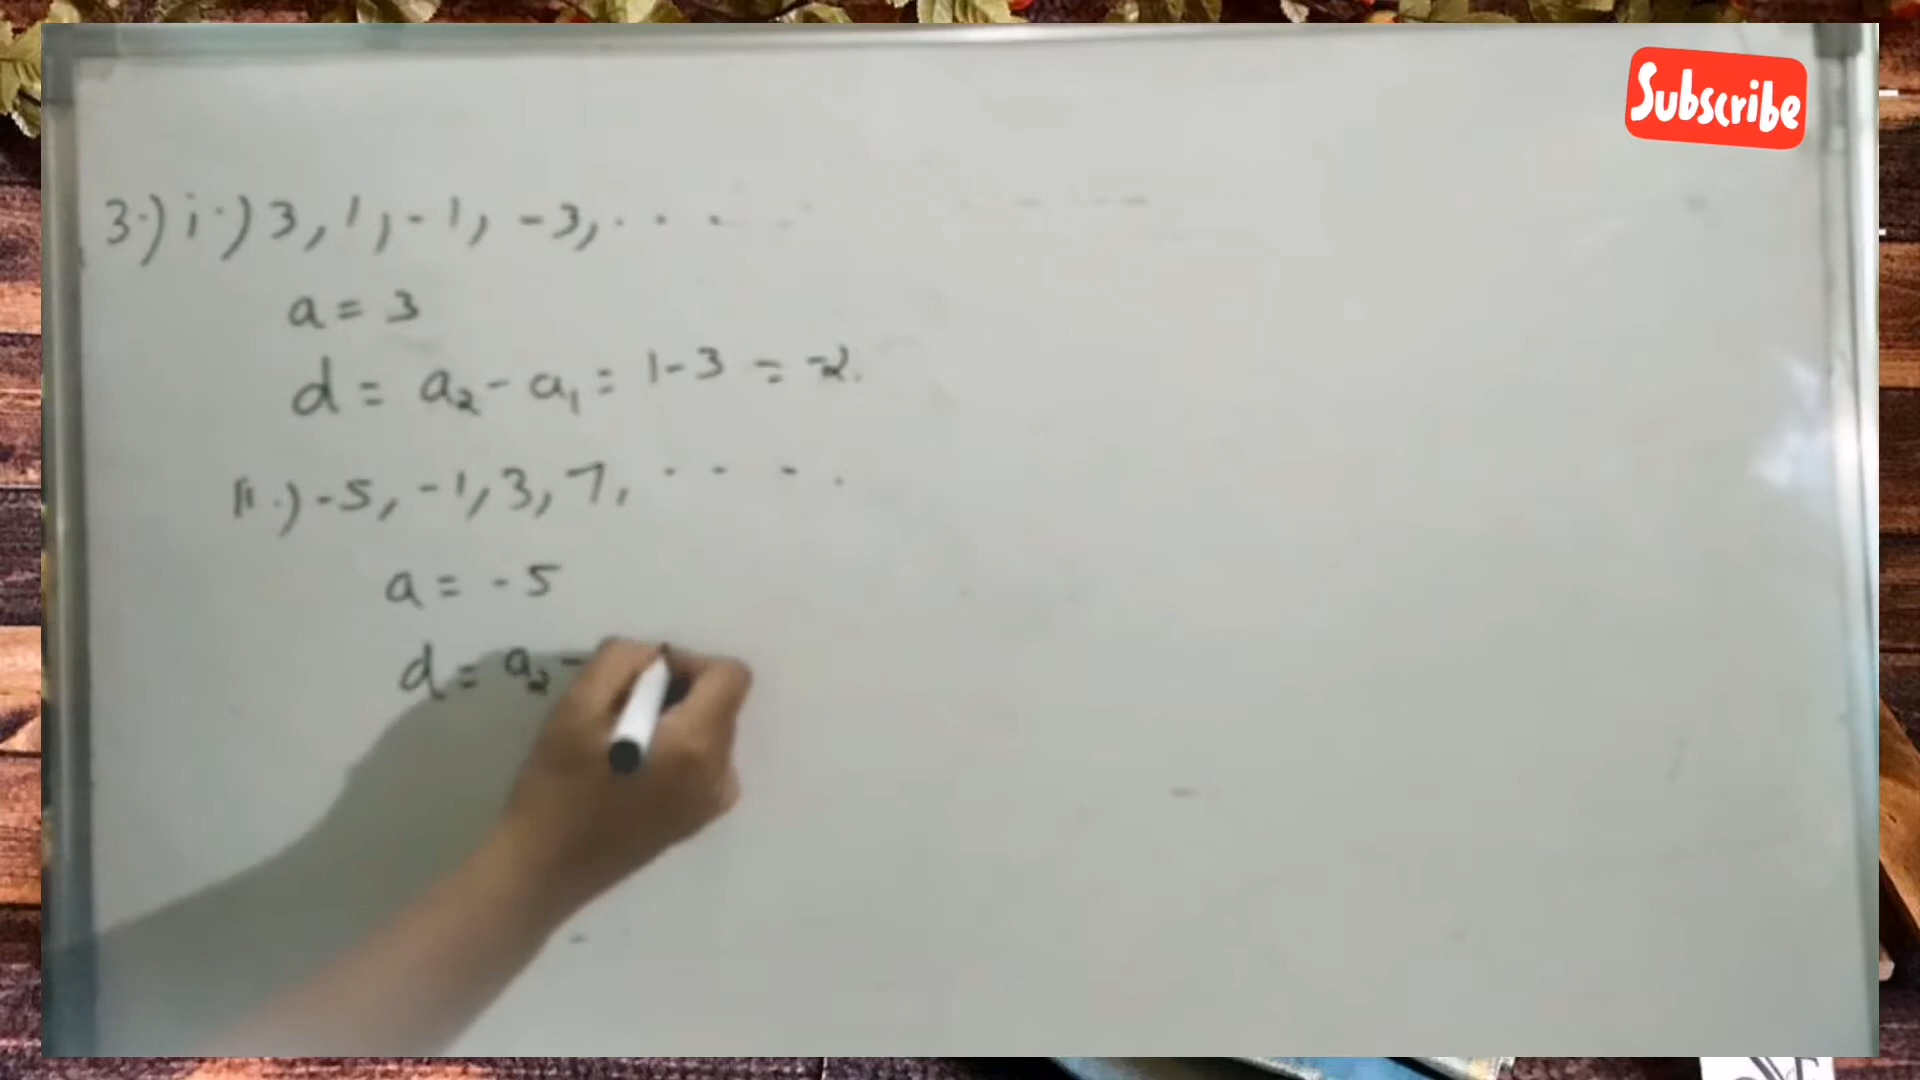 Subscribe
3.) i.) 3, 1, -1, -3, . . .
a = 3
d = a₂ - a₁ = 1 - 3 = -2.
ii.) -5, -1, 3, 7, . . . .
a = -5
d = a₂ -